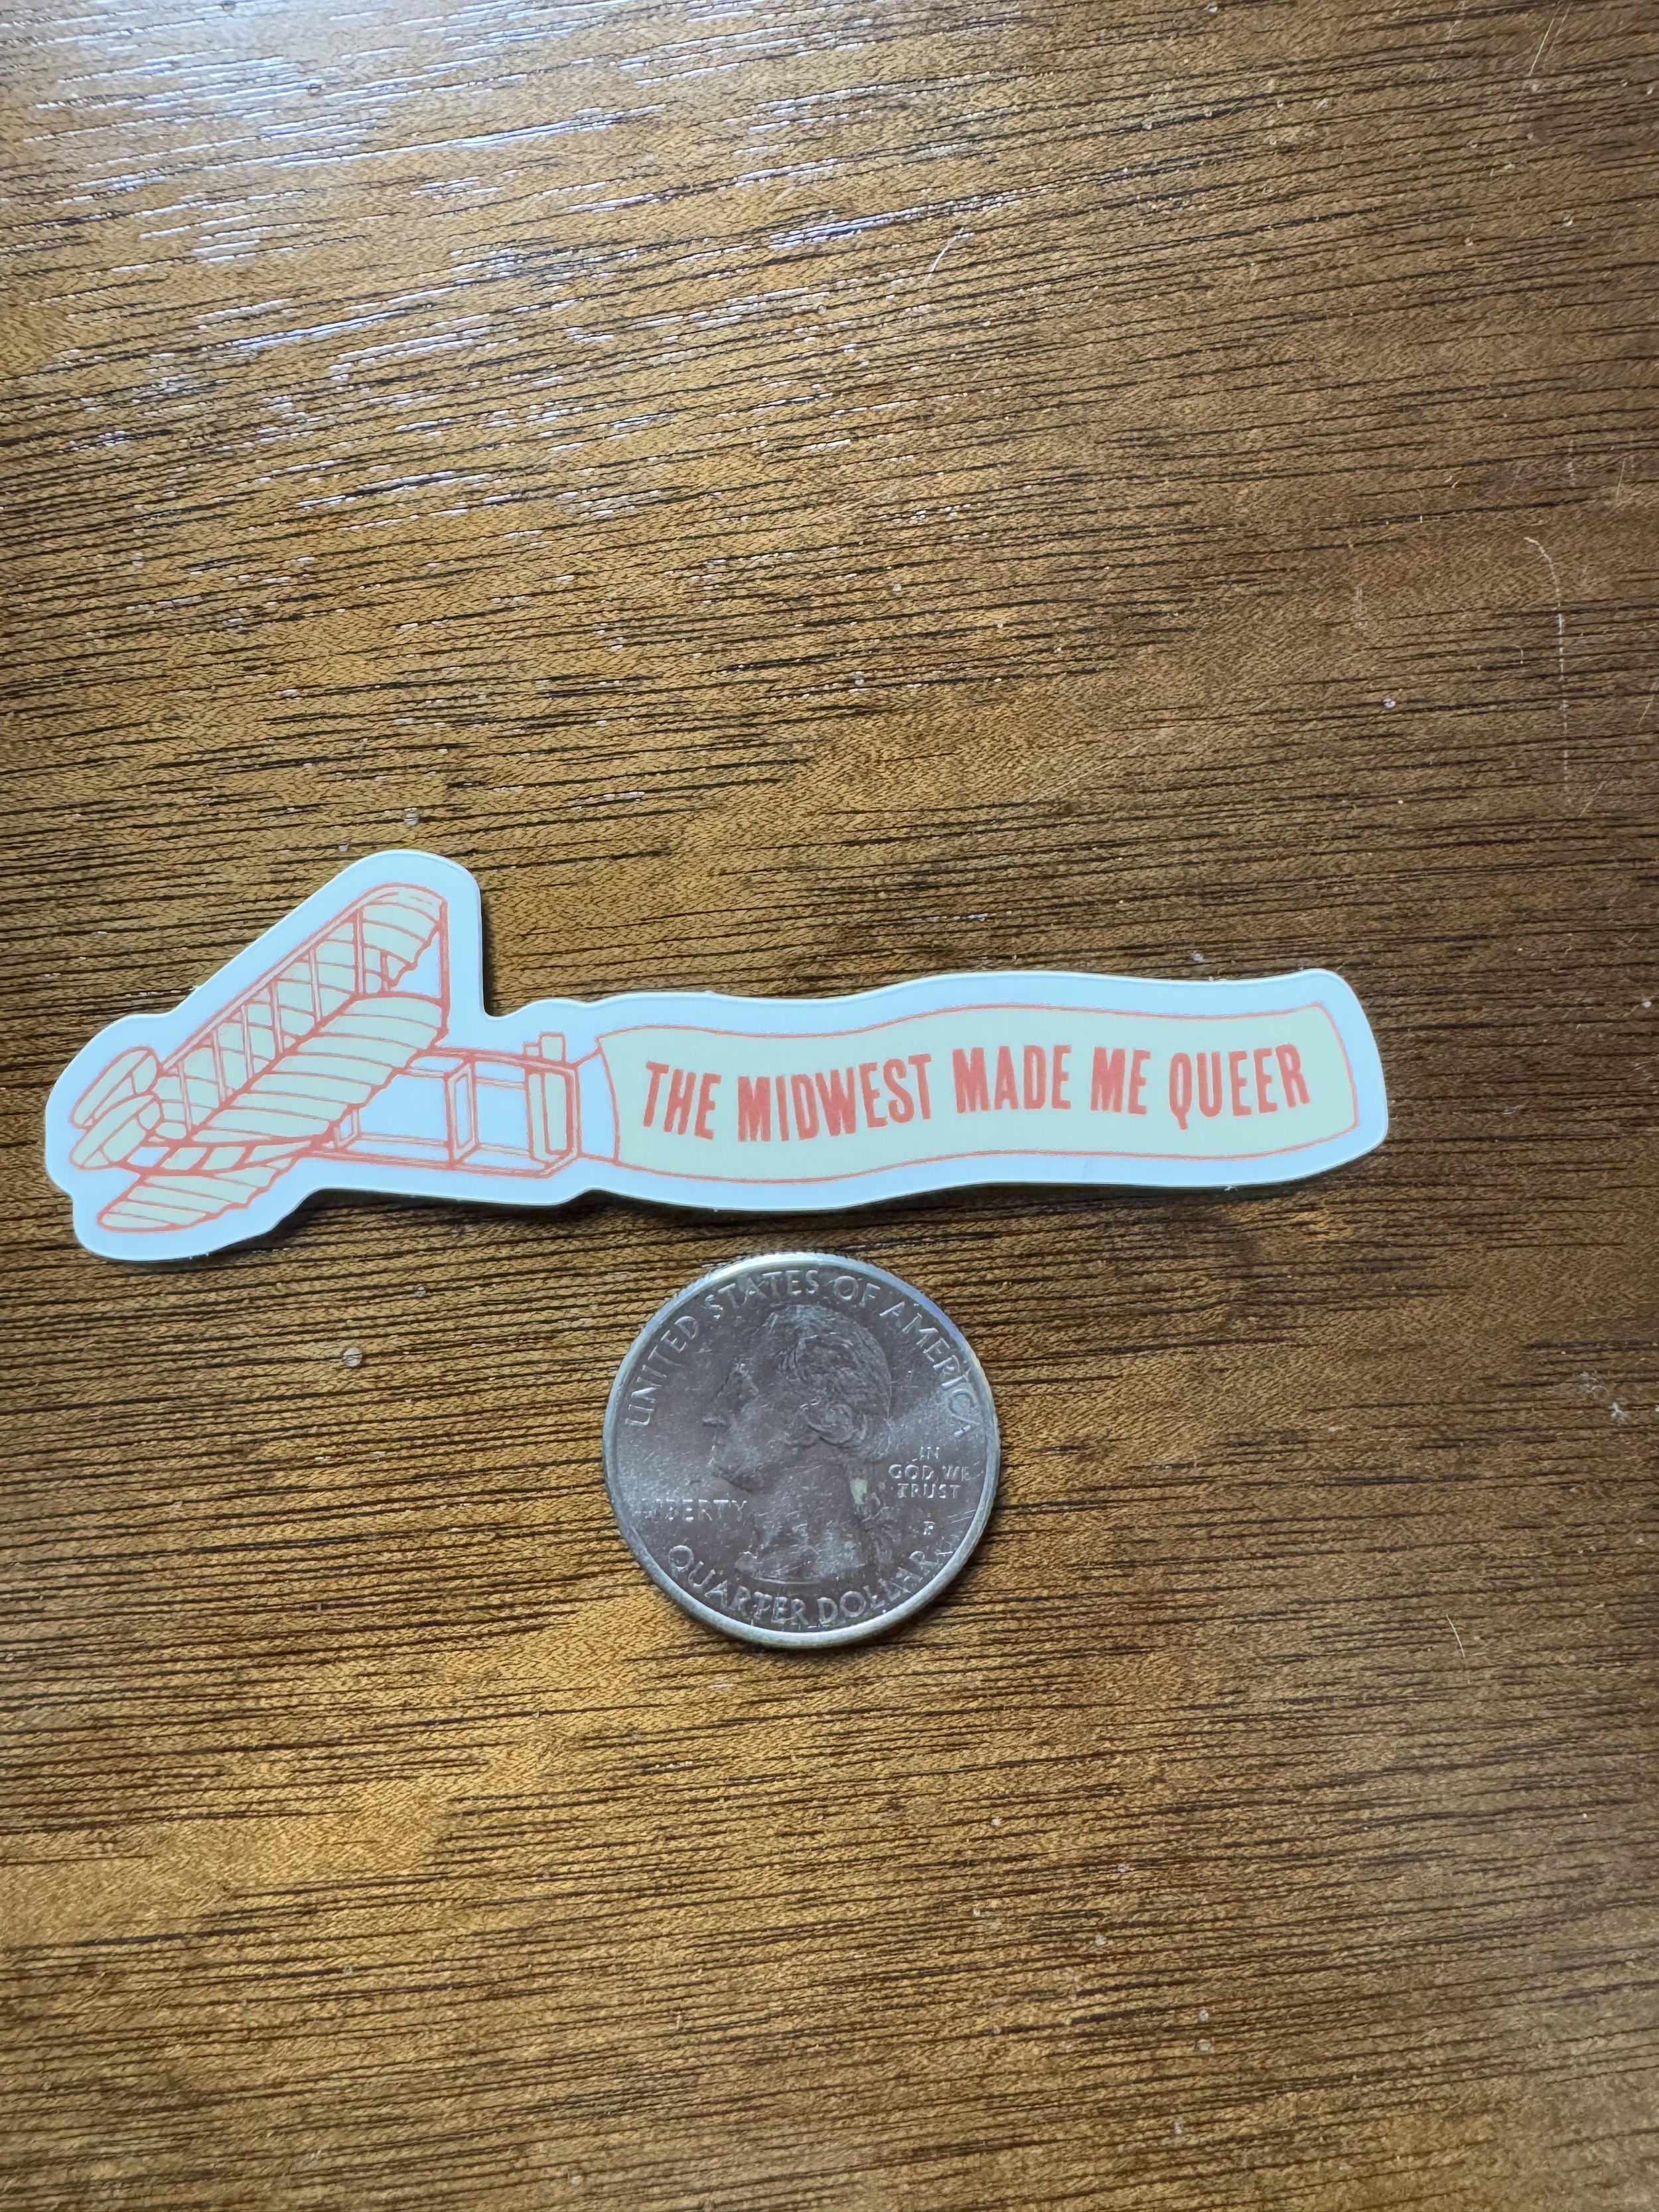 THE MIDWEST MADE ME QUEER
UNITED STATES OF AMERICA
IN
GOD WE
TRUST
LIBERTY
P
QUARTER DOLLAR